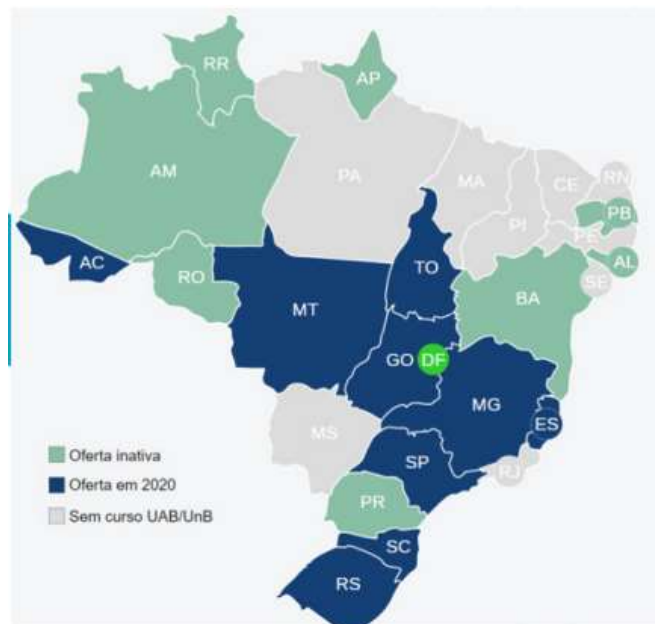 RR
AP
AM
PA
MA
CE
RN
PB
PI
PE
AL
SE
AC
RO
TO
BA
MT
GO
DF
MG
ES
MS
SP
RJ
PR
SC
RS
Oferta inativa
Oferta em 2020
Sem curso UAB/UnB